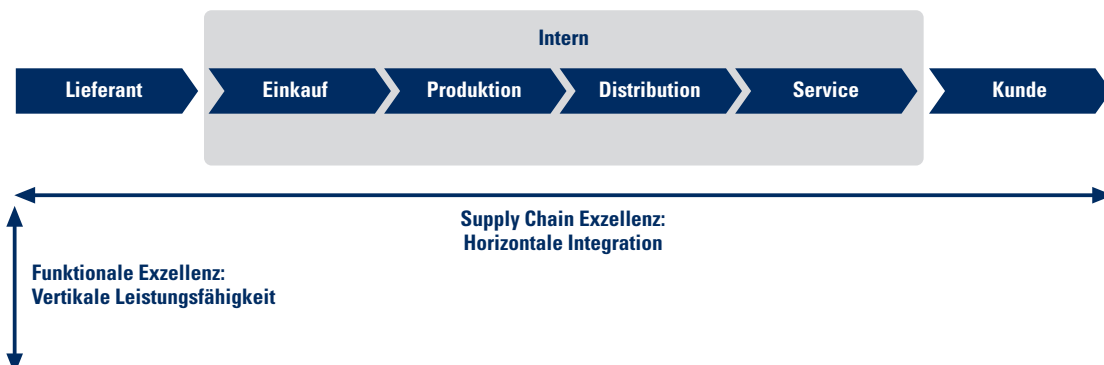 Intern
Lieferant Einkauf Produktion Distribution Service Kunde
Supply Chain Exzellenz:
Horizontale Integration
Funktionale Exzellenz:
Vertikale Leistungsfähigkeit